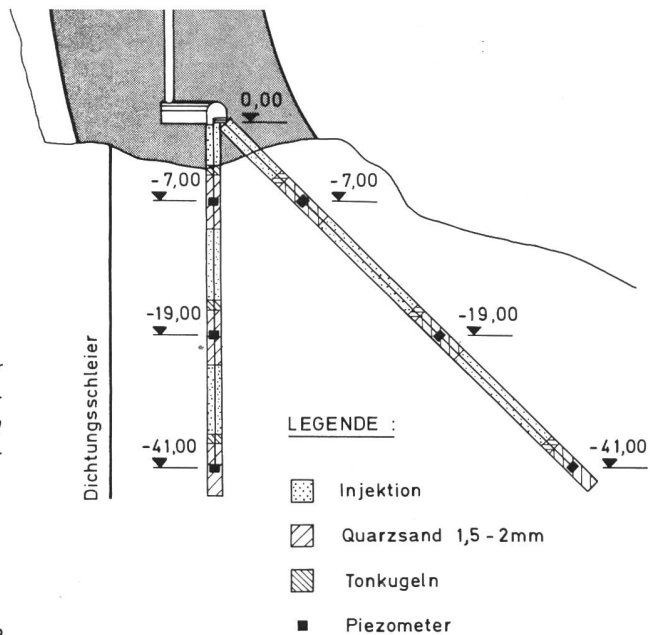 0,00
-7,00
-7,00
-19,00
-19,00
-41,00
-41,00
Dichtungsschleier
LEGENDE :
Injektion
Quarzsand 1,5 - 2mm
Tonkugeln
Piezometer